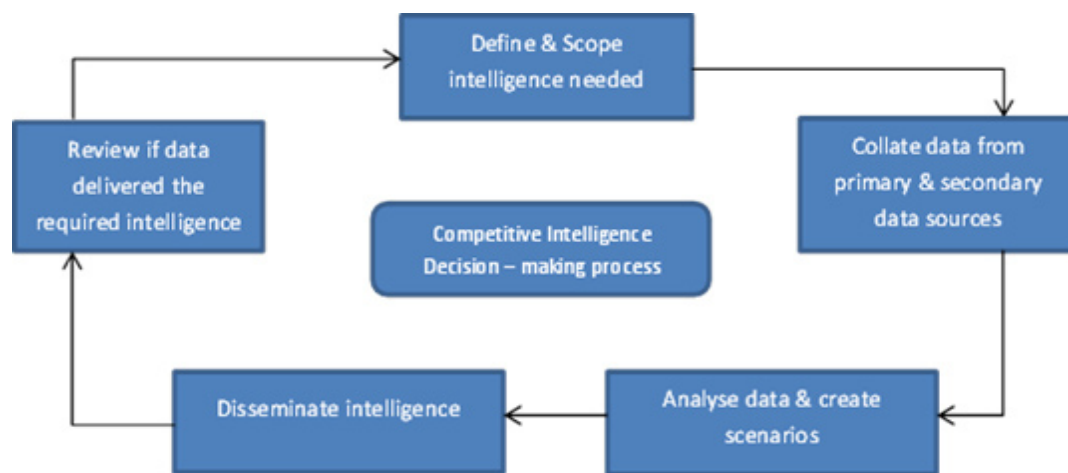 Define & Scope
intelligence needed
Collate data from
primary & secondary
data sources
Analyse data & create
scenarios
Disseminate intelligence
Review if data
delivered the
required intelligence
Competitive Intelligence
Decision – making process